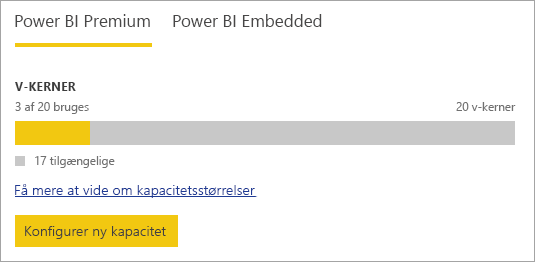 Power BI Premium Power BI Embedded
V-KERNER
3 af 20 bruges 20 v-kerner
17 tilgængelige
Få mere at vide om kapacitetsstørrelser
Konfigurer ny kapacitet